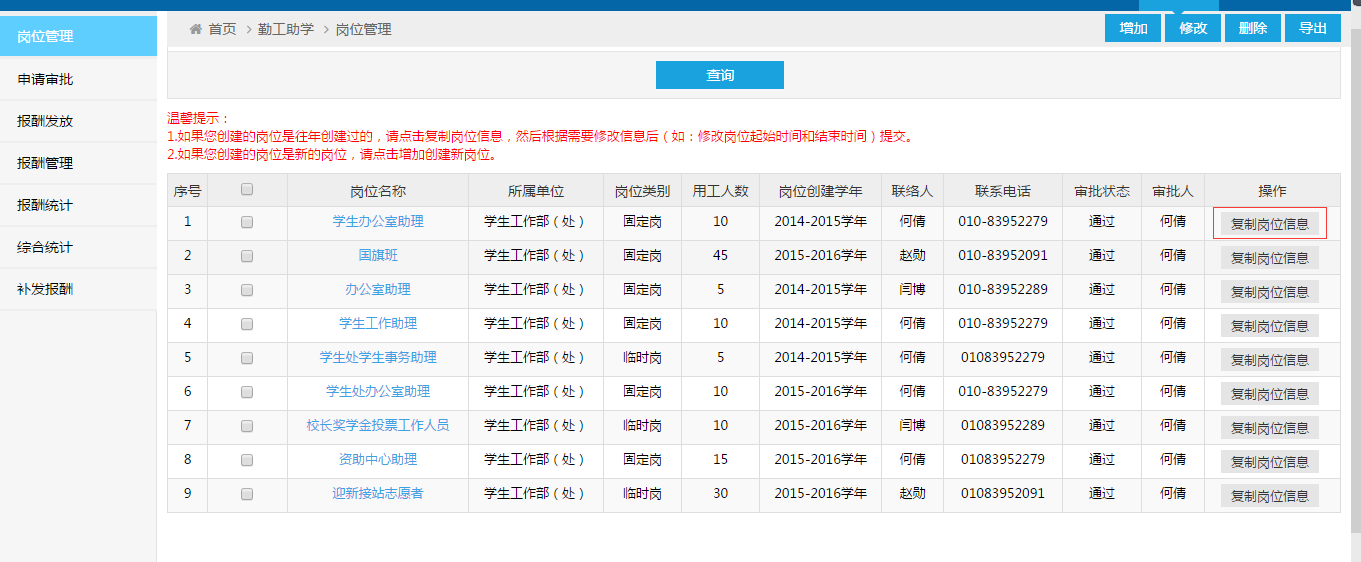 首页 > 勤工助学 > 岗位管理 增加 修改 删除 导出
岗位管理
申请审批
报酬发放
报酬管理
报酬统计
综合统计
补发报酬
查询
温馨提示：
1.如果您创建的岗位是往年创建过的，请点击复制岗位信息，然后根据需要修改信息后（如：修改岗位起始时间和结束时间）提交。
2.如果您创建的岗位是新的岗位，请点击增加创建新岗位。
序号 岗位名称 所属单位 岗位类别 用工人数 岗位创建学年 联络人 联系电话 审批状态 审批人 操作
1 学生办公室助理 学生工作部（处） 固定岗 10 2014-2015学年 何倩 010-83952279 通过 何倩 复制岗位信息
2 国旗班 学生工作部（处） 固定岗 45 2015-2016学年 赵勋 010-83952091 通过 何倩 复制岗位信息
3 办公室助理 学生工作部（处） 固定岗 5 2014-2015学年 闫博 010-83952289 通过 何倩 复制岗位信息
4 学生工作助理 学生工作部（处） 固定岗 10 2014-2015学年 何倩 010-83952279 通过 何倩 复制岗位信息
5 学生处学生事务助理 学生工作部（处） 临时岗 5 2014-2015学年 何倩 01083952279 通过 何倩 复制岗位信息
6 学生处办公室助理 学生工作部（处） 固定岗 10 2015-2016学年 何倩 010-83952279 通过 何倩 复制岗位信息
7 校长奖学金投票工作人员 学生工作部（处） 临时岗 10 2015-2016学年 闫博 01083952289 通过 何倩 复制岗位信息
8 资助中心助理 学生工作部（处） 固定岗 15 2015-2016学年 何倩 01083952279 通过 何倩 复制岗位信息
9 迎新接站志愿者 学生工作部（处） 临时岗 30 2015-2016学年 赵勋 01083952091 通过 何倩 复制岗位信息